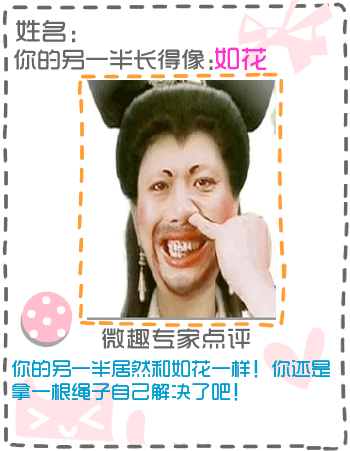 姓名：
你的另一半长得像:如花
微趣专家点评
你的另一半居然和如花一样！你还是
拿一根绳子自己解决了吧！